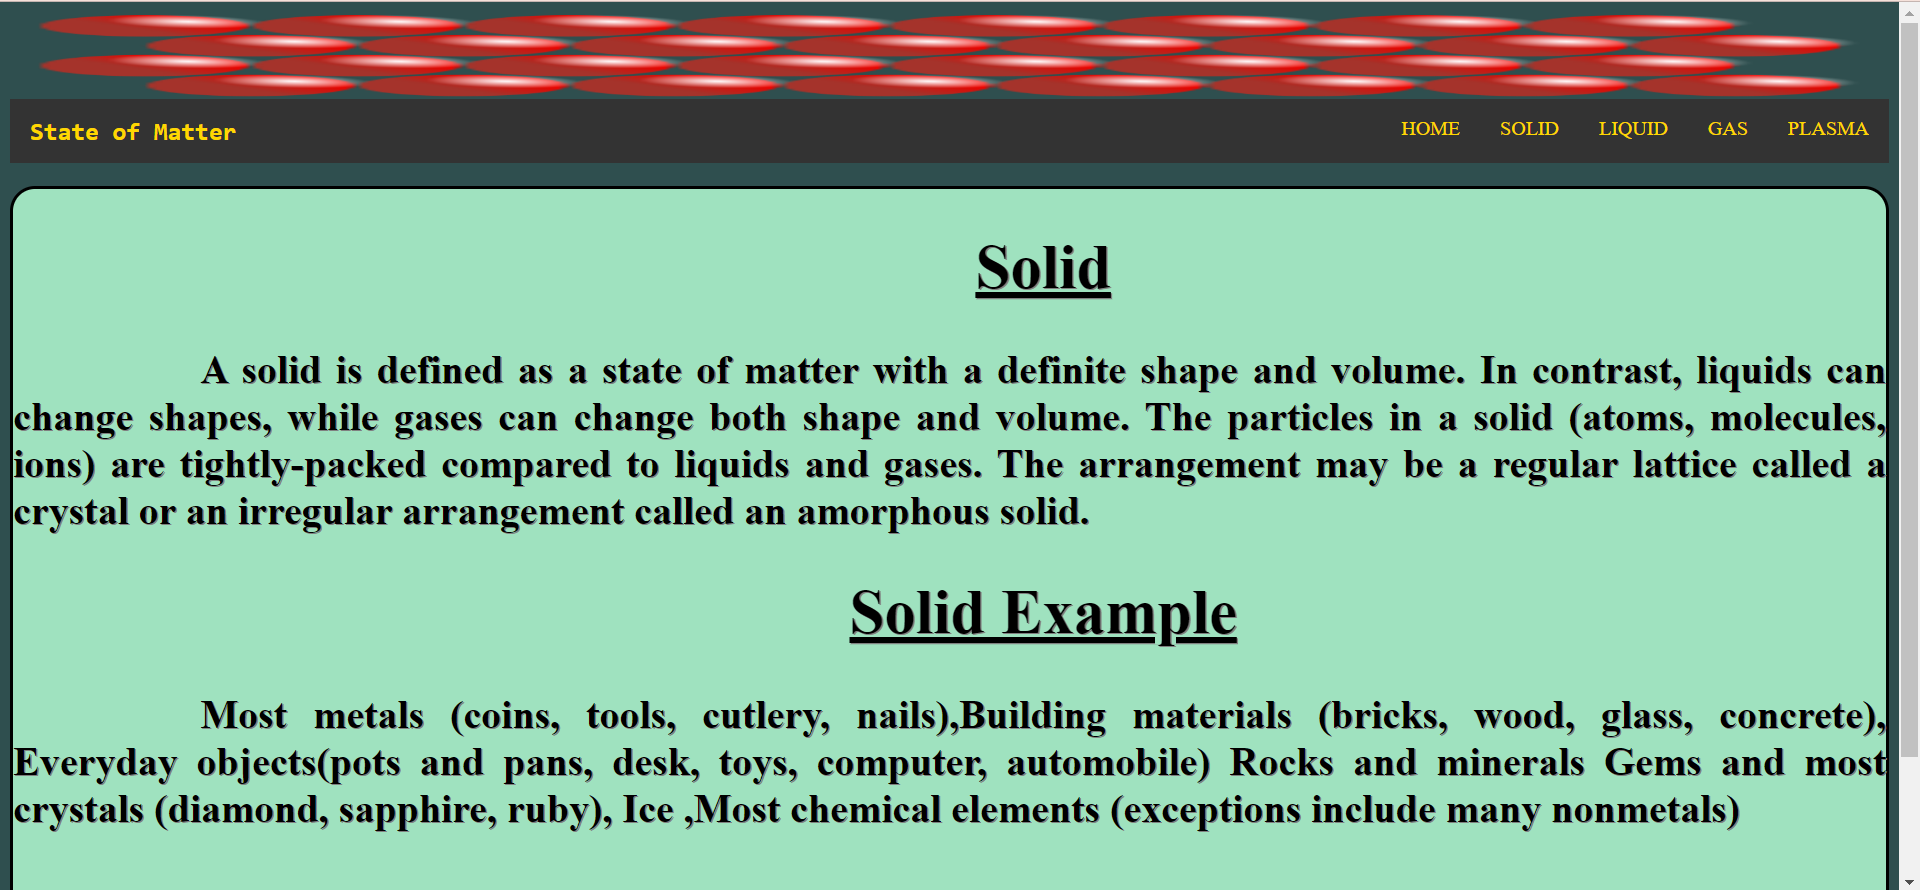 State of Matter
HOME SOLID LIQUID GAS PLASMA
Solid
A solid is defined as a state of matter with a definite shape and volume. In contrast, liquids can
change shapes, while gases can change both shape and volume. The particles in a solid (atoms, molecules,
ions) are tightly-packed compared to liquids and gases. The arrangement may be a regular lattice called a
crystal or an irregular arrangement called an amorphous solid.
Solid Example
Most metals (coins, tools, cutlery, nails),Building materials (bricks, wood, glass, concrete),
Everyday objects(pots and pans, desk, toys, computer, automobile) Rocks and minerals Gems and most
crystals (diamond, sapphire, ruby), Ice ,Most chemical elements (exceptions include many nonmetals)